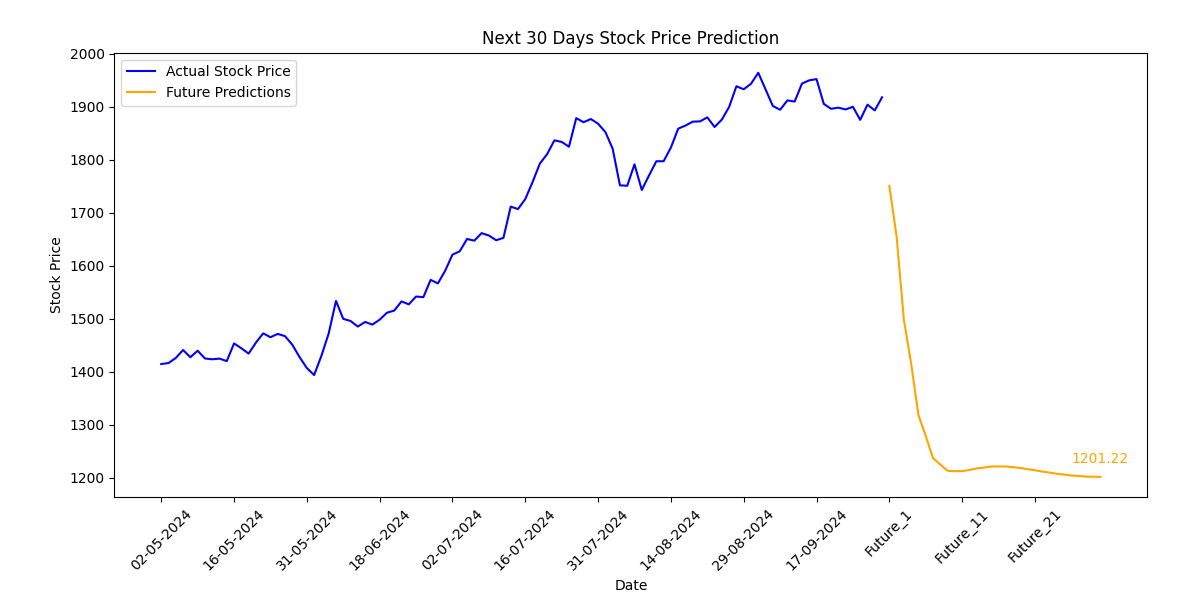 Next 30 Days Stock Price Prediction
Actual Stock Price
Future Predictions
Stock Price
2000
1900
1800
1700
1600
1500
1400
1300
1200
1201.22
02-05-2024
16-05-2024
31-05-2024
18-06-2024
02-07-2024
16-07-2024
31-07-2024
14-08-2024
29-08-2024
17-09-2024
Future_1
Future_11
Future_21
Date